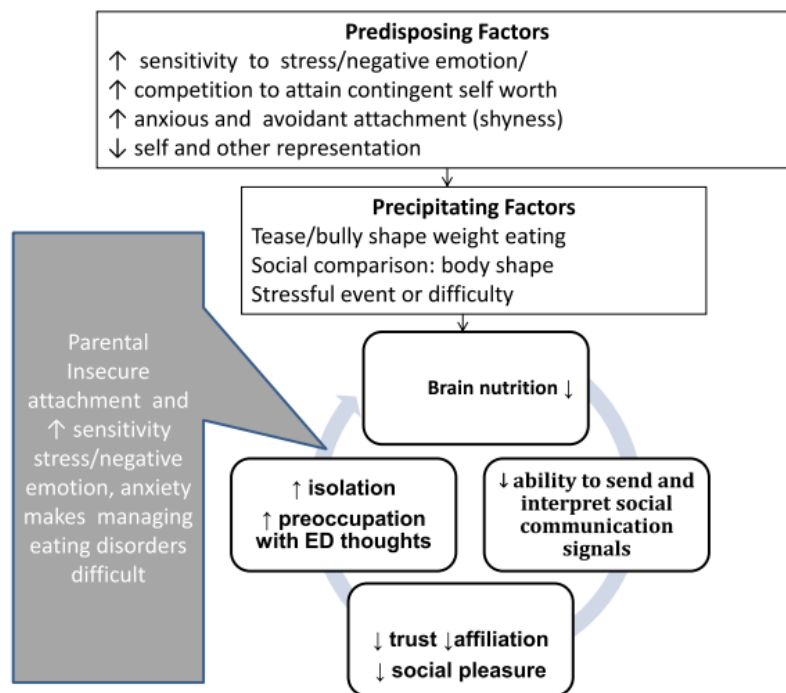 Predisposing Factors
↑ sensitivity to stress/negative emotion/
↑ competition to attain contingent self worth
↑ anxious and avoidant attachment (shyness)
↓ self and other representation
Precipitating Factors
Tease/bully shape weight eating
Social comparison: body shape
Stressful event or difficulty
Parental
Insecure
attachment and
↑ sensitivity
stress/negative
emotion, anxiety
makes managing
eating disorders
difficult
Brain nutrition ↓
↓ ability to send and
interpret social
communication
signals
↓ trust ↓affiliation
↓ social pleasure
↑ isolation
↑ preoccupation
with ED thoughts